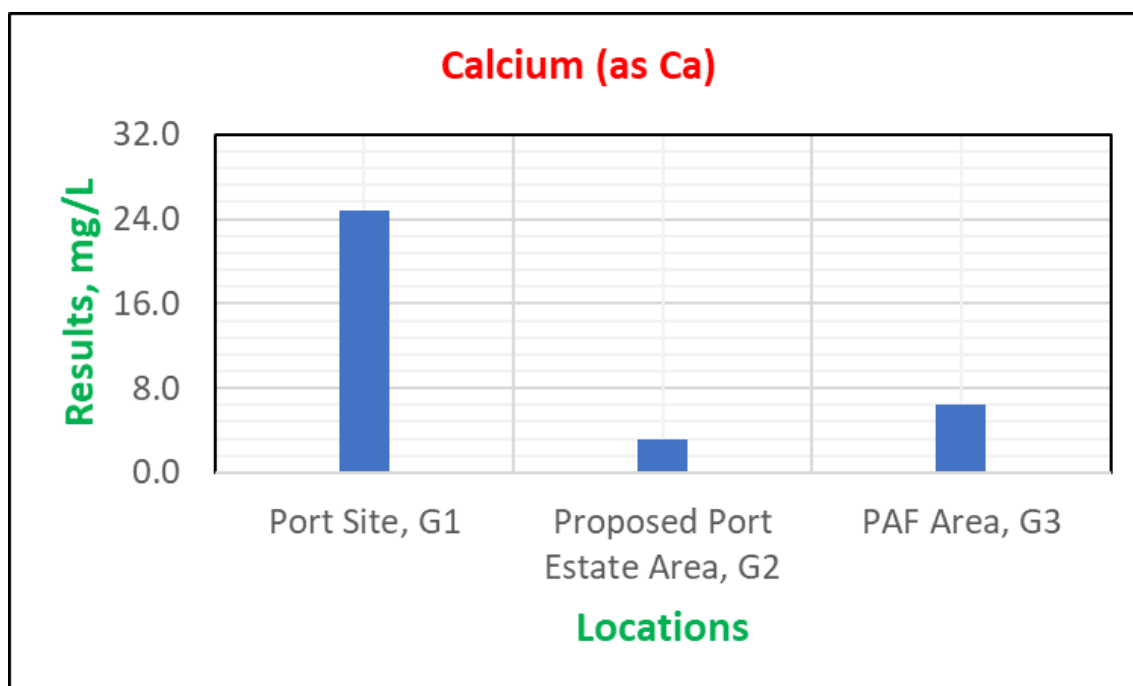 Calcium (as Ca)
Results, mg/L
32.0
24.0
16.0
8.0
0.0
Port Site, G1
Proposed Port
Estate Area, G2
PAF Area, G3
Locations